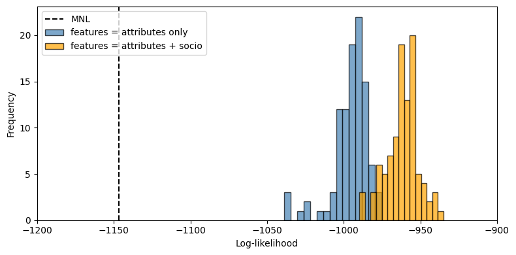 MNL
features = attributes only
features = attributes + socio
20
15
10
5
0
Frequency
−1200
−1150
−1100
−1050
−1000
−950
−900
Log-likelihood